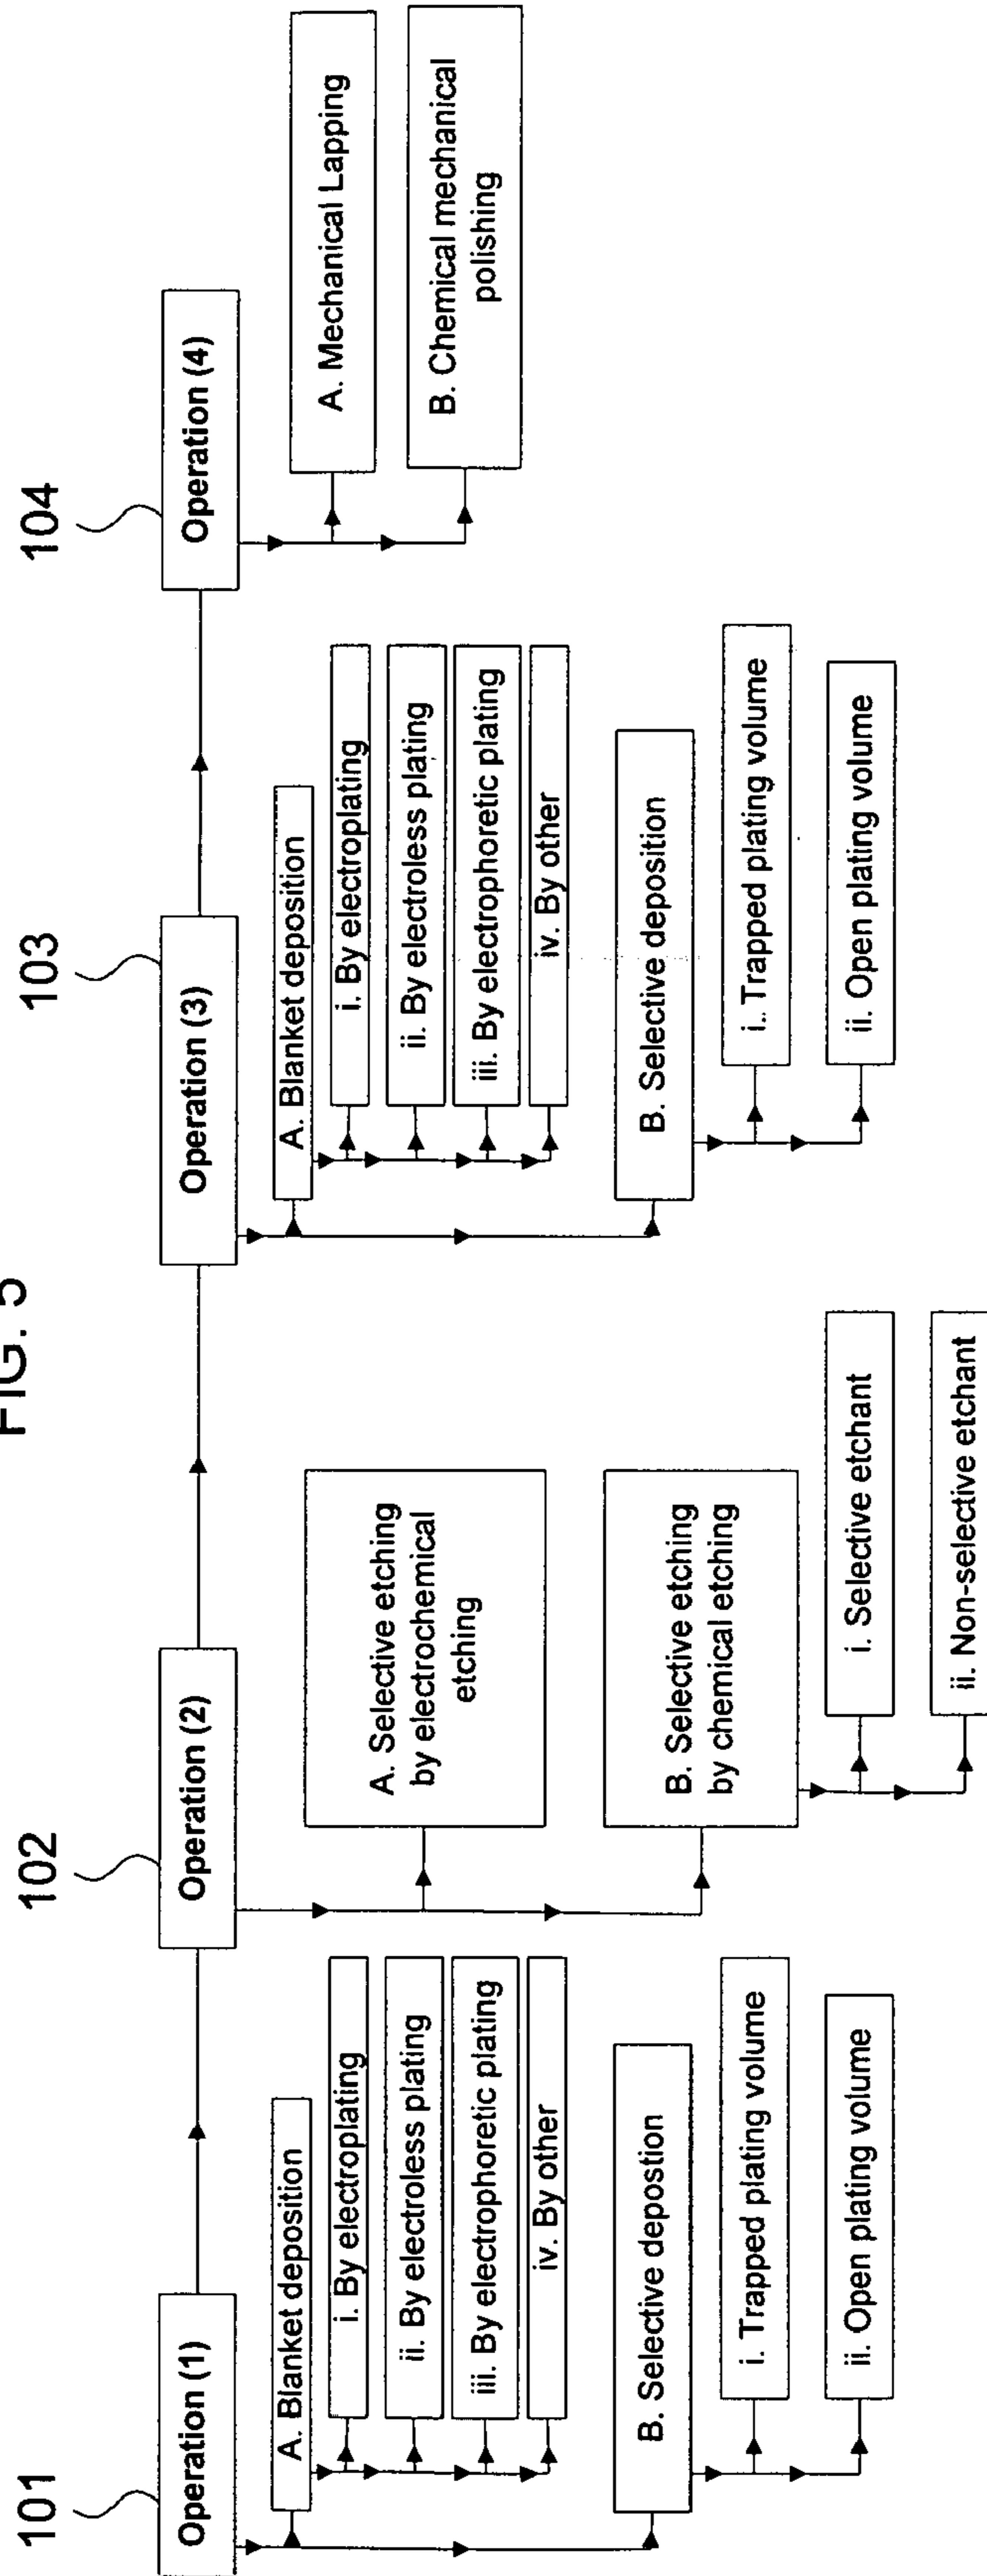 FIG. 5
101
Operation (1)
A. Blanket deposition
i. By electroplating
ii. By electroless plating
iii. By electrophoretic plating
iv. By other
B. Selective depostion
i. Trapped plating volume
ii. Open plating volume
102
Operation (2)
A. Selective etching
by electrochemical
etching
B. Selective etching
by chemical etching
i. Selective etchant
ii. Non-selective etchant
103
Operation (3)
A. Blanket deposition
i. By electroplating
ii. By electroless plating
iii. By electrophoretic plating
iv. By other
B. Selective deposition
i.. Trapped plating volume
ii. Open plating volume
104
Operation (4)
A. Mechanical Lapping
B. Chemical mechanical
polishing